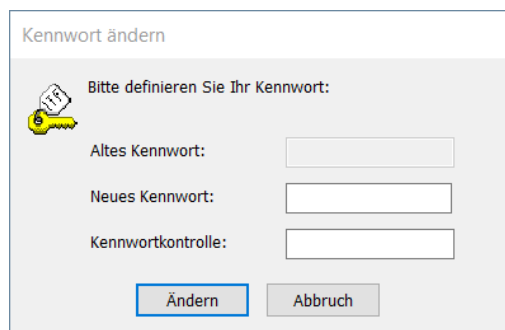 Kennwort ändern
Bitte definieren Sie Ihr Kennwort:
Altes Kennwort:
Neues Kennwort:
Kennwortkontrolle:
Ändern Abbruch